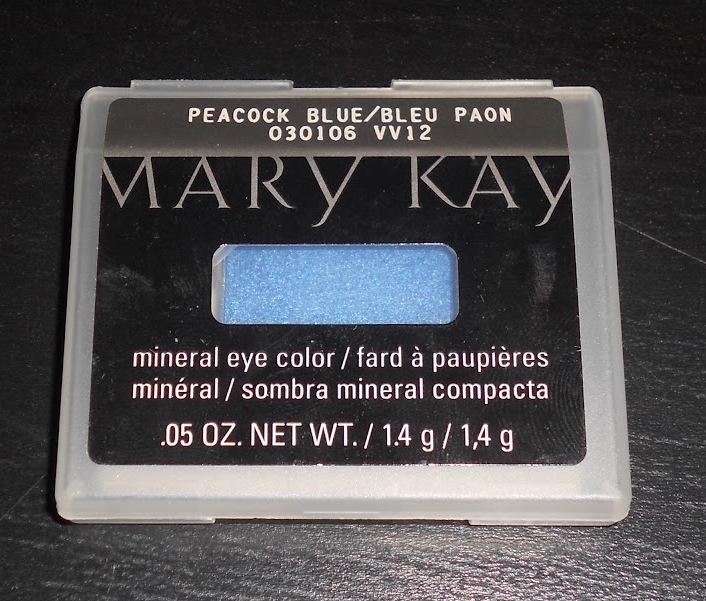 PEACOCK BLUE/BLEU PAON
030106 VV12
MARY KAY
mineral eye color / fard à paupières
minéral / sombra mineral compacta
.05 OZ. NET WT. / 1.4 g / 1,4 g